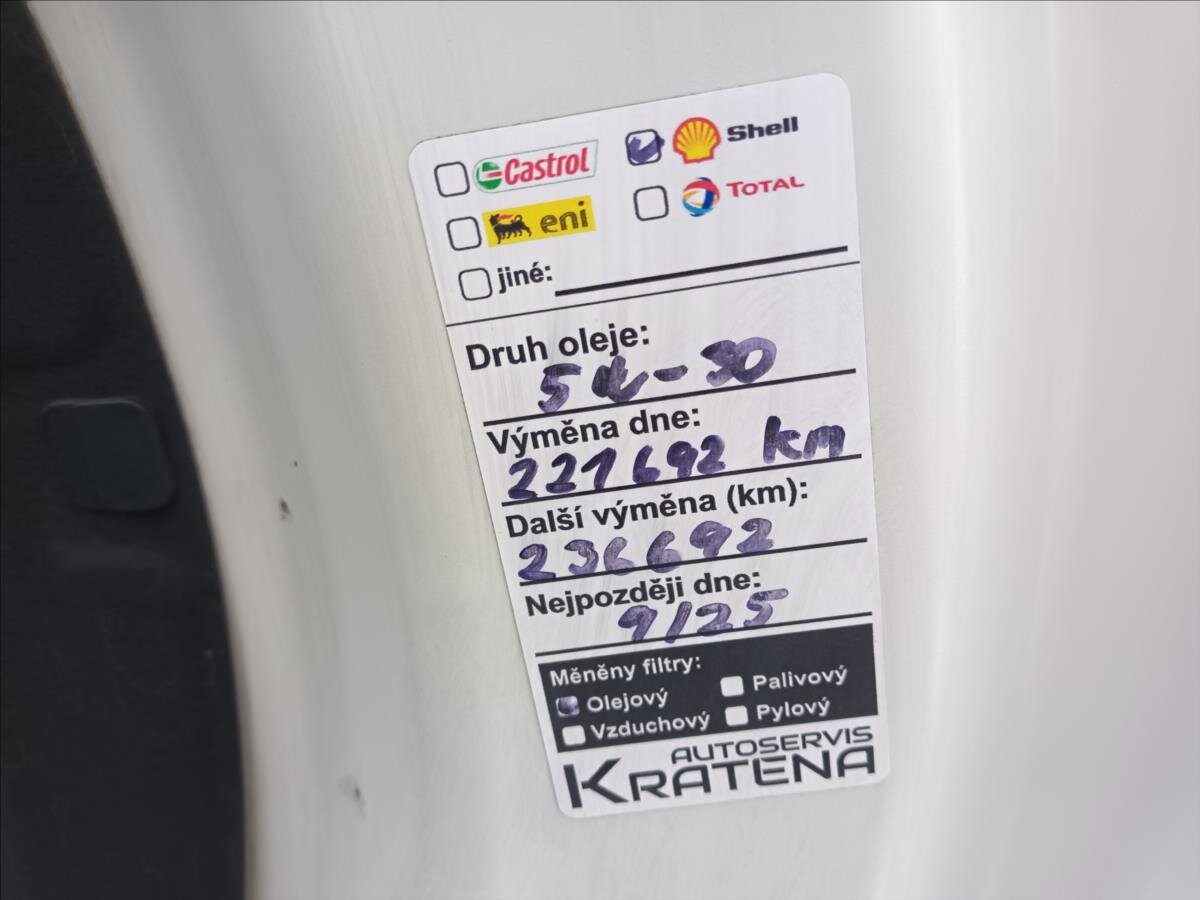 Castrol Shell
eni TOTAL
jiné:
Druh oleje:
5W-30
Výměna dne:
221692 km
Další výměna (km):
236692
Nejpozději dne:
9/25
Měněny filtry:
Olejový Palivový
Vzduchový Pylový
AUTOSERVIS
KRATENA